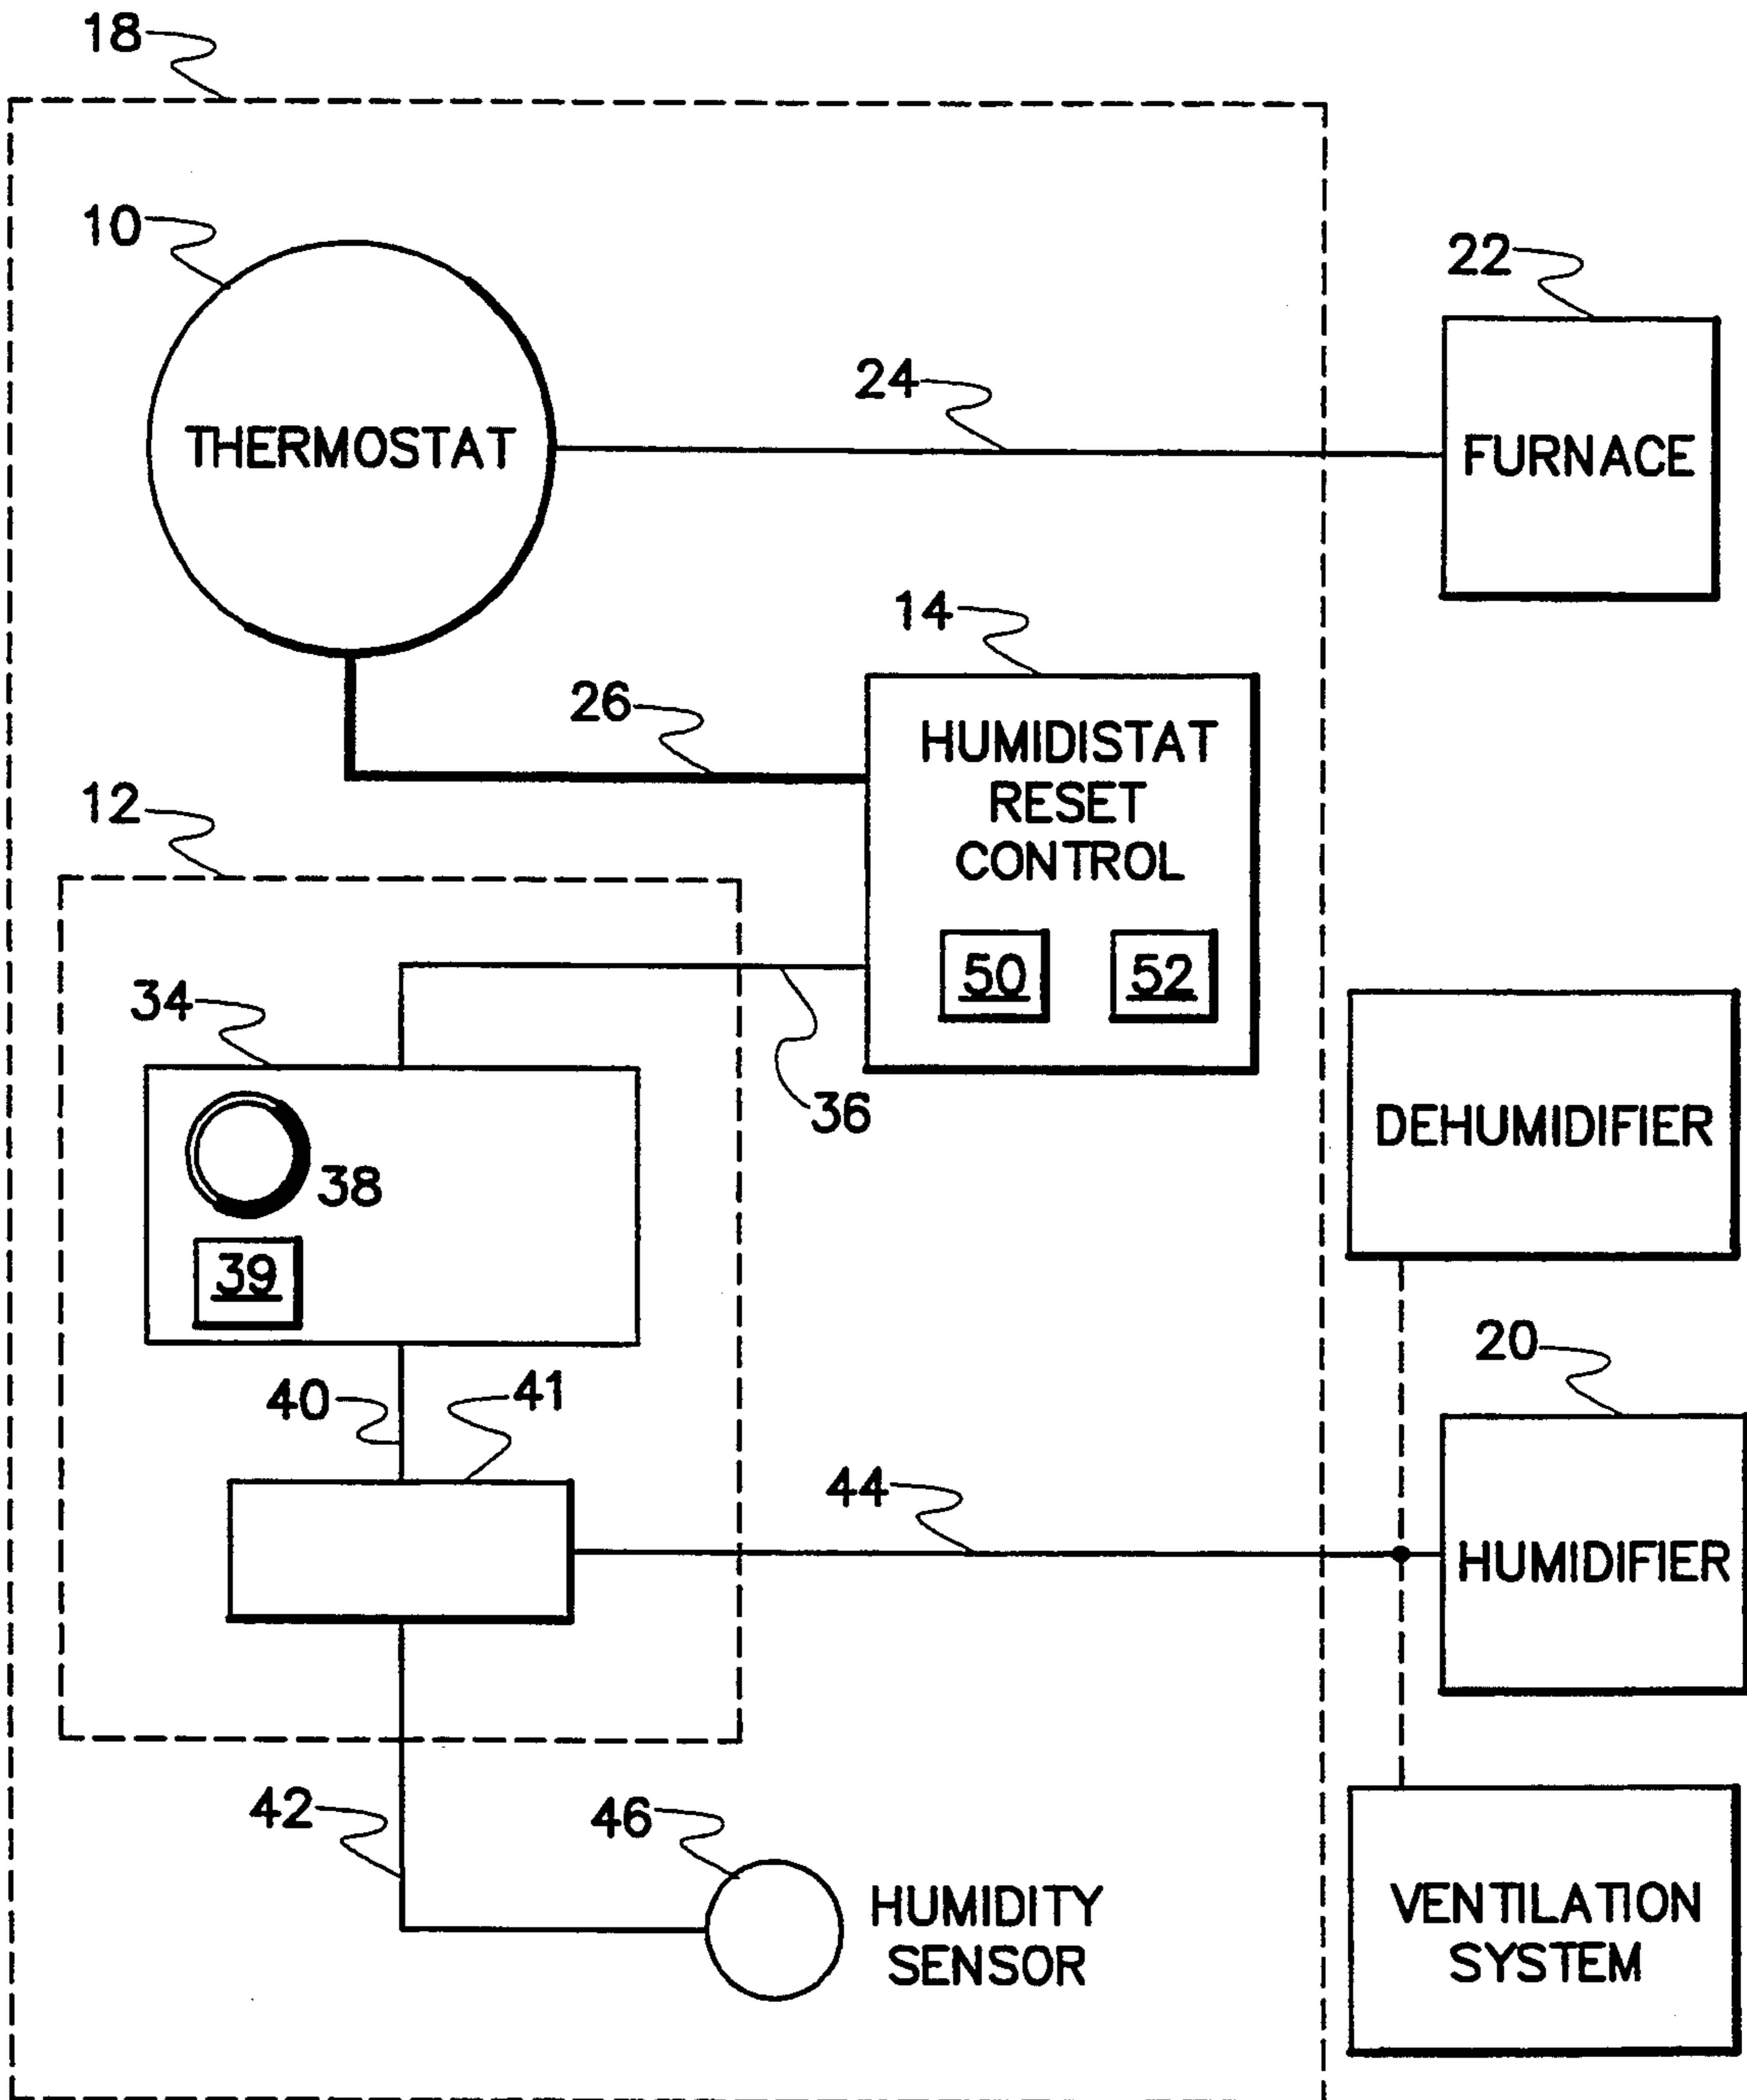 18
10
THERMOSTAT
24
22
FURNACE
14
26
HUMIDISTAT
RESET
CONTROL
50 52
12
34
36
38
39
DEHUMIDIFIER
40
41
44
20
HUMIDIFIER
42
46
HUMIDITY
SENSOR
VENTILATION
SYSTEM